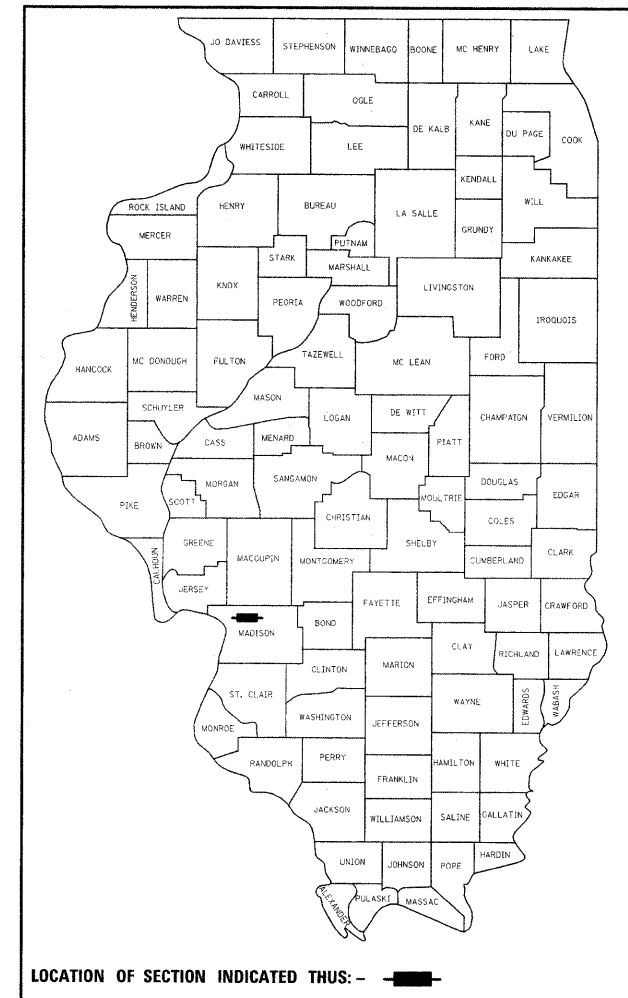 JO DAVIESS
STEPHENSON
WINNEBAGO
BOONE
MC HENRY
LAKE
CARROLL
OGLE
DE KALB
KANE
DU PAGE
COOK
WHITESIDE
LEE
KENDALL
WILL
ROCK ISLAND
HENRY
BUREAU
LA SALLE
GRUNDY
MERCER
PUTNAM
KANKAKEE
STARK
MARSHALL
HENDERSON
WARREN
KNOX
PEORIA
WOODFORD
LIVINGSTON
IROQUOIS
HANCOCK
MC DONOUGH
FULTON
TAZEWELL
MC LEAN
FORD
SCHUYLER
MASON
LOGAN
DE WITT
CHAMPAIGN
VERMILION
ADAMS
BROWN
CASS
MENARD
MACON
PIATT
PIKE
SCOTT
MORGAN
SANGAMON
MOULTRIE
DOUGLAS
EDGAR
CHRISTIAN
COLES
CALHOUN
GREENE
MACOUPIN
MONTGOMERY
SHELBY
CUMBERLAND
CLARK
JERSEY
FAYETTE
EFFINGHAM
JASPER
CRAWFORD
MADISON
BOND
CLAY
RICHLAND
LAWRENCE
CLINTON
MARION
ST. CLAIR
WAYNE
EDWARDS
WABASH
WASHINGTON
JEFFERSON
MONROE
RANDOLPH
PERRY
HAMILTON
WHITE
FRANKLIN
JACKSON
WILLIAMSON
SALINE
GALLATIN
UNION
JOHNSON
POPE
HARDIN
ALEXANDER
PULASKI
MASSAC
LOCATION OF SECTION INDICATED THUS: -